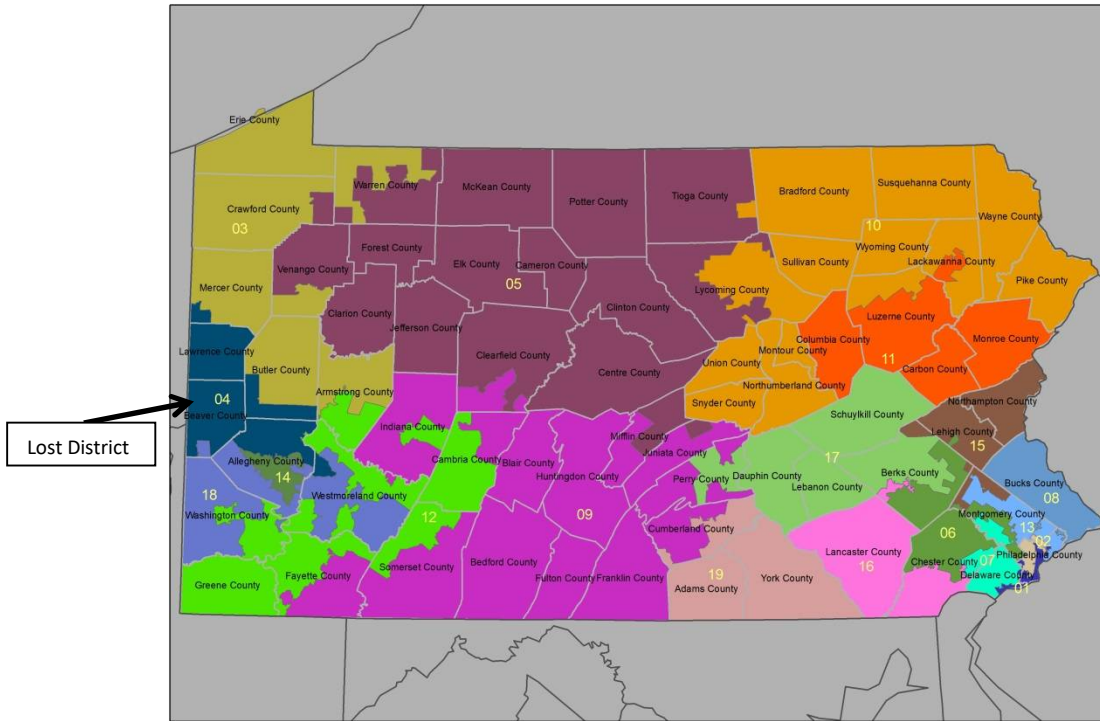 Erie County
Warren County
McKean County
Potter County
Tioga County
Bradford County
Susquehanna County
Wayne County
Crawford County
03
10
Wyoming County
Lackawanna County
Forest County
Venango County
Elk County
Cameron County
05
Sullivan County
Pike County
Mercer County
Lycoming County
Clarion County
Jefferson County
Clinton County
Luzerne County
Columbia County
Monroe County
Lawrence County
Butler County
Clearfield County
Centre County
Union County
Montour County
11
Carbon County
Armstrong County
Northumberland County
Snyder County
04
Beaver County
Northampton County
Schuylkill County
Lost District
Indiana County
Mifflin County
Juniata County
Lehigh County
15
Allegheny County
14
Cambria County
Blair County
Huntingdon County
Perry County
Dauphin County
17
Lebanon County
Berks County
Bucks County
08
18
Washington County
Westmoreland County
12
09
Cumberland County
Montgomery County
13
02
Philadelphia County
06
Lancaster County
16
Chester County
07
Delaware County
01
Greene County
Fayette County
Somerset County
Bedford County
Fulton County
Franklin County
19
Adams County
York County